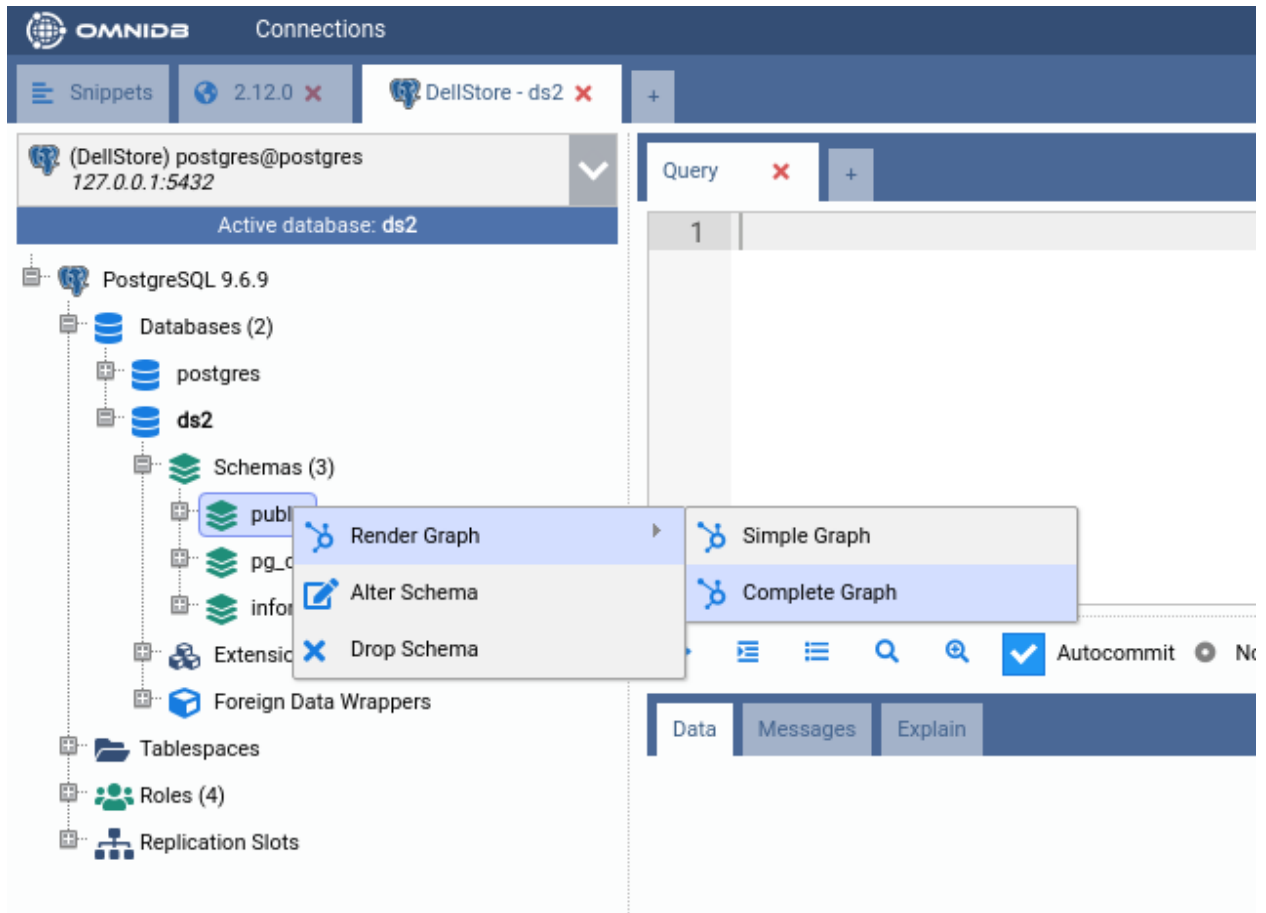 OMNIDB Connections
Snippets 2.12.0 DellStore - ds2 +
(DellStore) postgres@postgres
127.0.0.1:5432
Active database: ds2
PostgreSQL 9.6.9
Databases (2)
postgres
ds2
Schemas (3)
publ
pg_c
infor
Extensio
Foreign Data Wrappers
Tablespaces
Roles (4)
Replication Slots
Render Graph
Alter Schema
Drop Schema
Simple Graph
Complete Graph
Query +
1
Autocommit No
Data Messages Explain